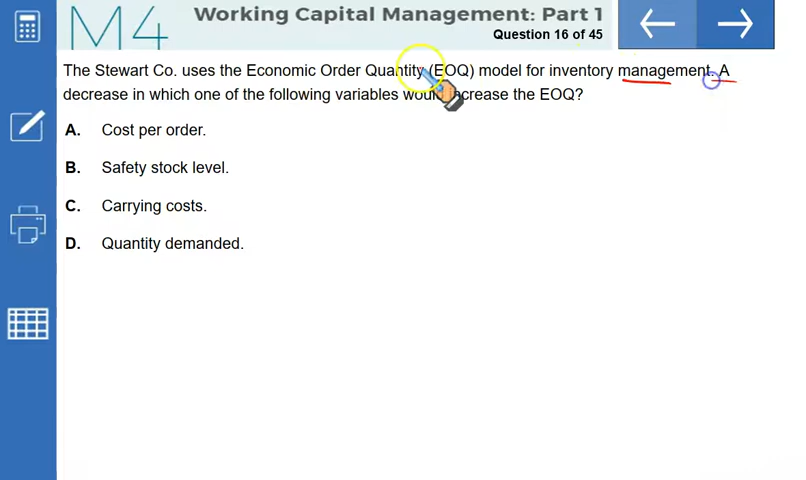 M4
Working Capital Management: Part 1
Question 16 of 45
The Stewart Co. uses the Economic Order Quantity (EOQ) model for inventory management. A
decrease in which one of the following variables would increase the EOQ?
A. Cost per order.
B. Safety stock level.
C. Carrying costs.
D. Quantity demanded.